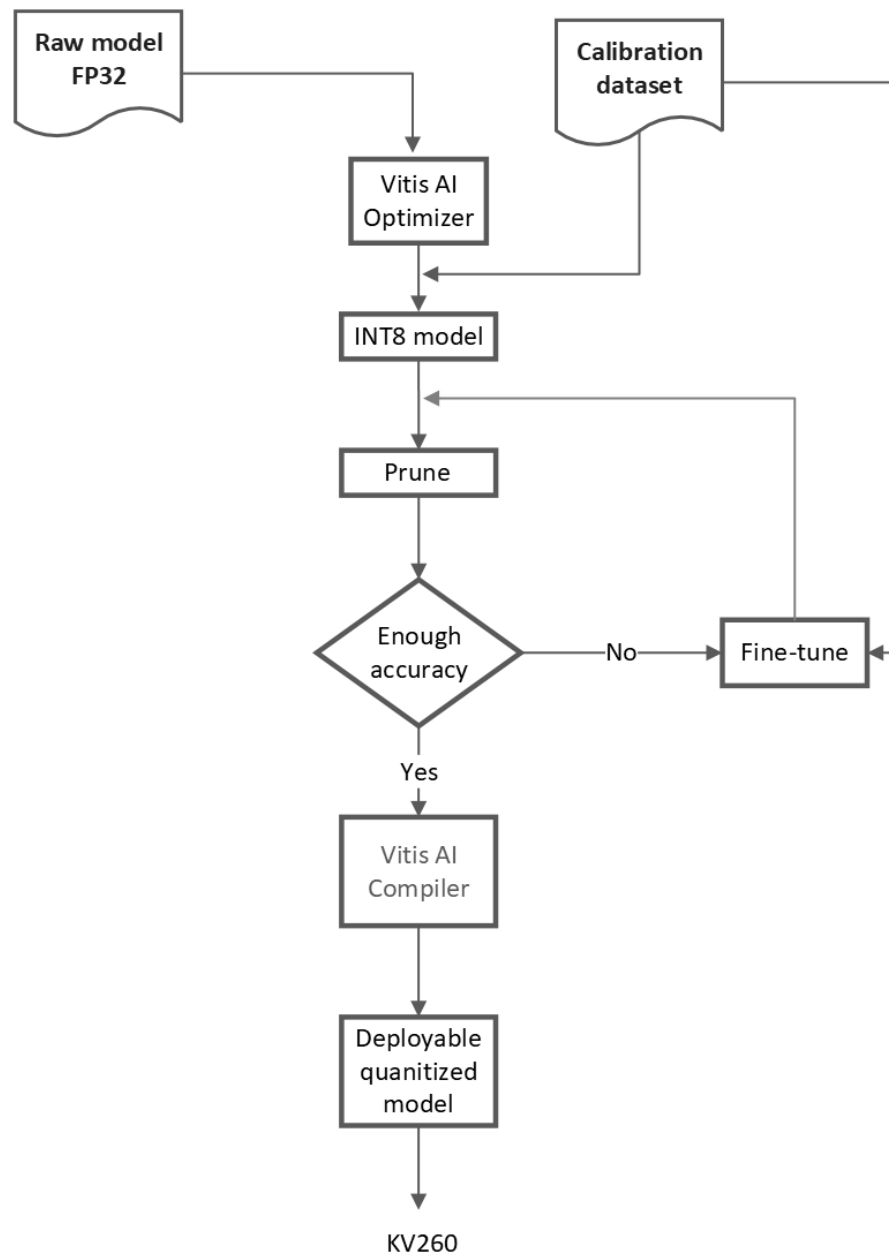 Raw model
FP32
Calibration
dataset
Vitis AI
Optimizer
INT8 model
Prune
Enough
accuracy
No
Fine-tune
Yes
Vitis AI
Compiler
Deployable
quanitized
model
KV260